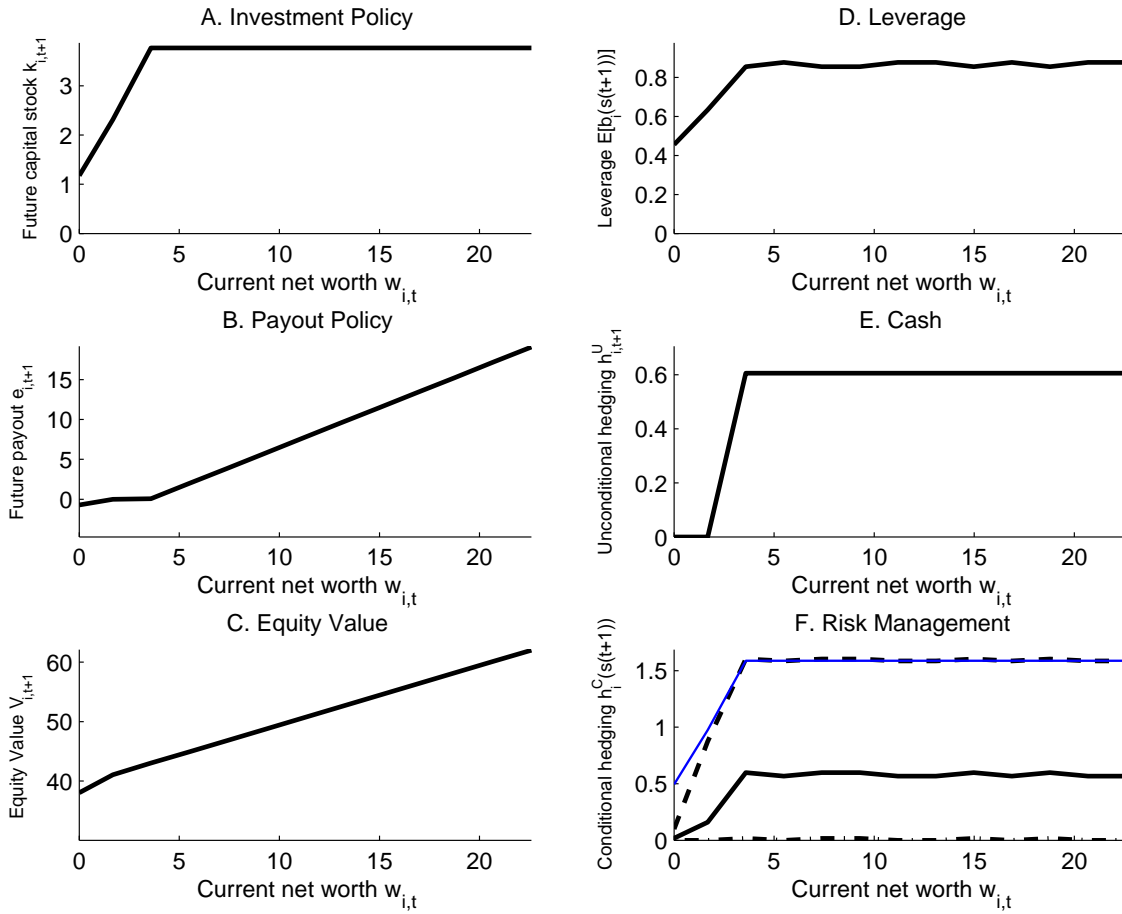 A. Investment Policy
Future capital stock k_{i,t+1}
3
2
1
0
0 5 10 15 20
Current net worth w_{i,t}
B. Payout Policy
Future payout e_{i,t+1}
15
10
5
0
0 5 10 15 20
Current net worth w_{i,t}
C. Equity Value
Equity Value V_{i,t+1}
60
50
40
0 5 10 15 20
Current net worth w_{i,t}
D. Leverage
Leverage E[b_i(s(t+1))]
0.8
0.6
0.4
0.2
0
0 5 10 15 20
Current net worth w_{i,t}
E. Cash
Unconditional hedging h^U_{i,t+1}
0.6
0.4
0.2
0
0 5 10 15 20
Current net worth w_{i,t}
F. Risk Management
Conditional hedging h_i^C(s(t+1))
1.5
1
0.5
0
0 5 10 15 20
Current net worth w_{i,t}